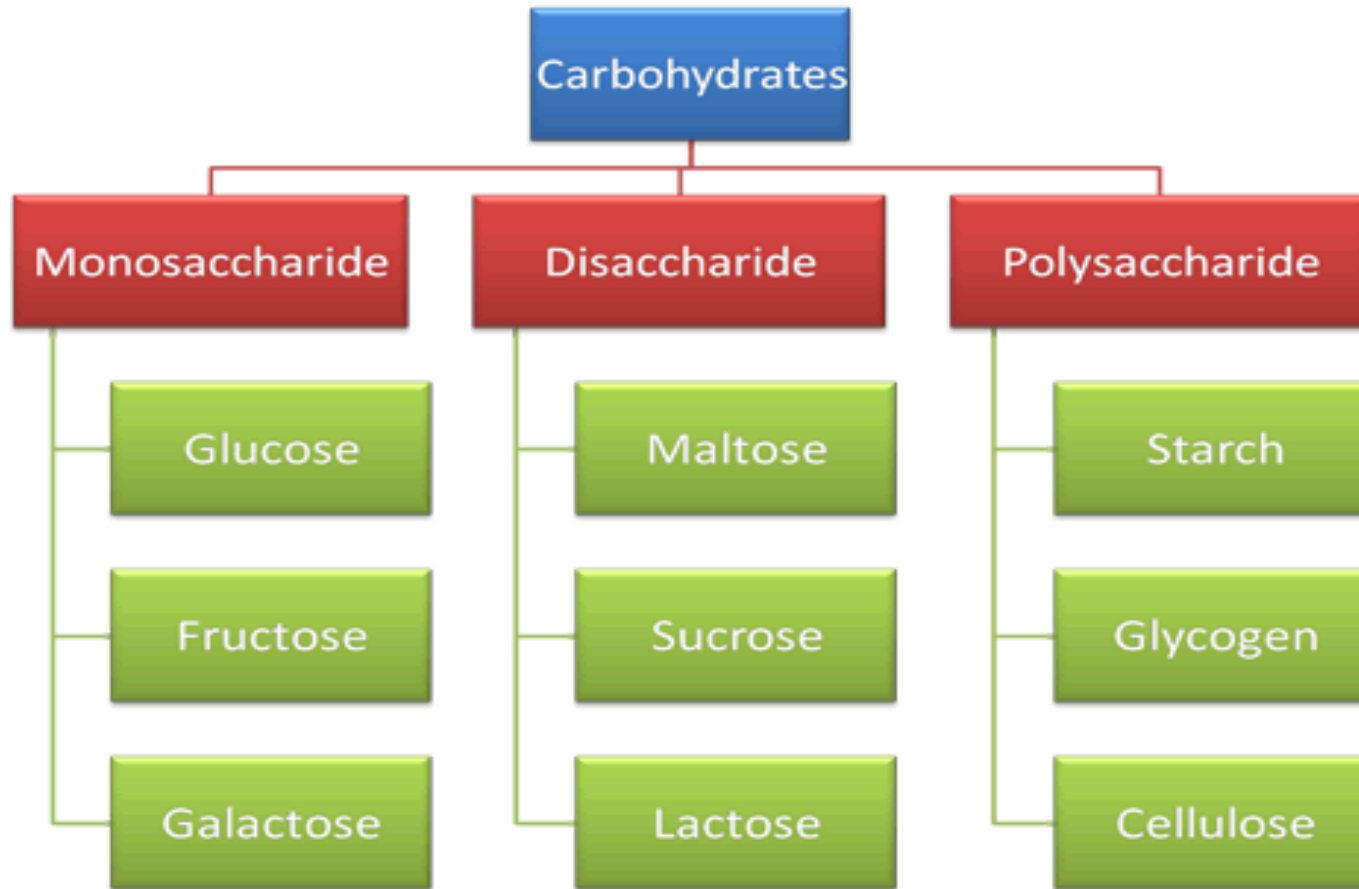 Carbohydrates
Monosaccharide
Disaccharide
Polysaccharide
Glucose
Maltose
Starch
Fructose
Sucrose
Glycogen
Galactose
Lactose
Cellulose